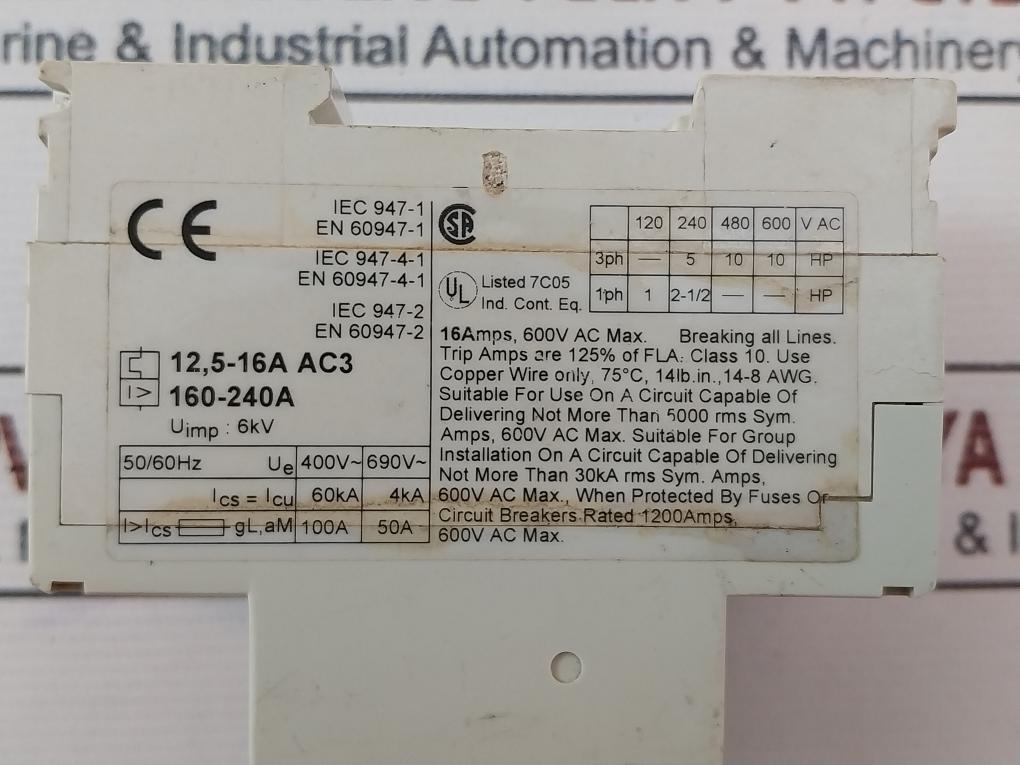 rine & Industrial Automation & Machinery
CE
IEC 947-1
EN 60947-1
IEC 947-4-1
EN 60947-4-1
IEC 947-2
EN 60947-2
12,5-16A AC3
I>
160-240A
Uimp : 6kV
50/60Hz Ue 400V~ 690V~
Ics = Icu 60kA 4kA
I>Ics gL,aM 100A 50A
SA
UL
Listed 7C05
Ind. Cont. Eq.
120 240 480 600 V AC
3ph — 5 10 10 HP
1ph 1 2-1/2 — — HP
16Amps, 600V AC Max. Breaking all Lines.
Trip Amps are 125% of FLA. Class 10. Use
Copper Wire only, 75°C, 14lb.in.,14-8 AWG.
Suitable For Use On A Circuit Capable Of
Delivering Not More Than 5000 rms Sym.
Amps, 600V AC Max. Suitable For Group
Installation On A Circuit Capable Of Delivering
Not More Than 30kA rms Sym. Amps,
600V AC Max., When Protected By Fuses Or
Circuit Breakers Rated 1200Amps,
600V AC Max.
YA
& I